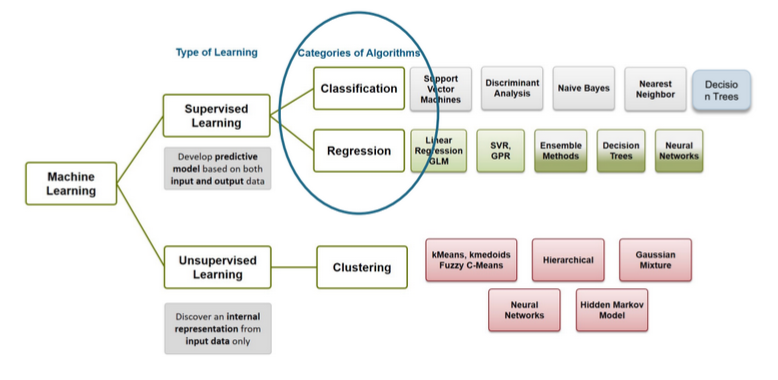 Type of Learning
Categories of Algorithms
Machine
Learning
Supervised
Learning
Develop predictive
model based on both
input and output data
Classification
Support
Vector
Machines
Discriminant
Analysis
Naive Bayes
Nearest
Neighbor
Decisio
n Trees
Regression
Linear
Regression
GLM
SVR,
GPR
Ensemble
Methods
Decision
Trees
Neural
Networks
Unsupervised
Learning
Discover an internal
representation from
input data only
Clustering
kMeans, kmedoids
Fuzzy C-Means
Hierarchical
Gaussian
Mixture
Neural
Networks
Hidden Markov
Model